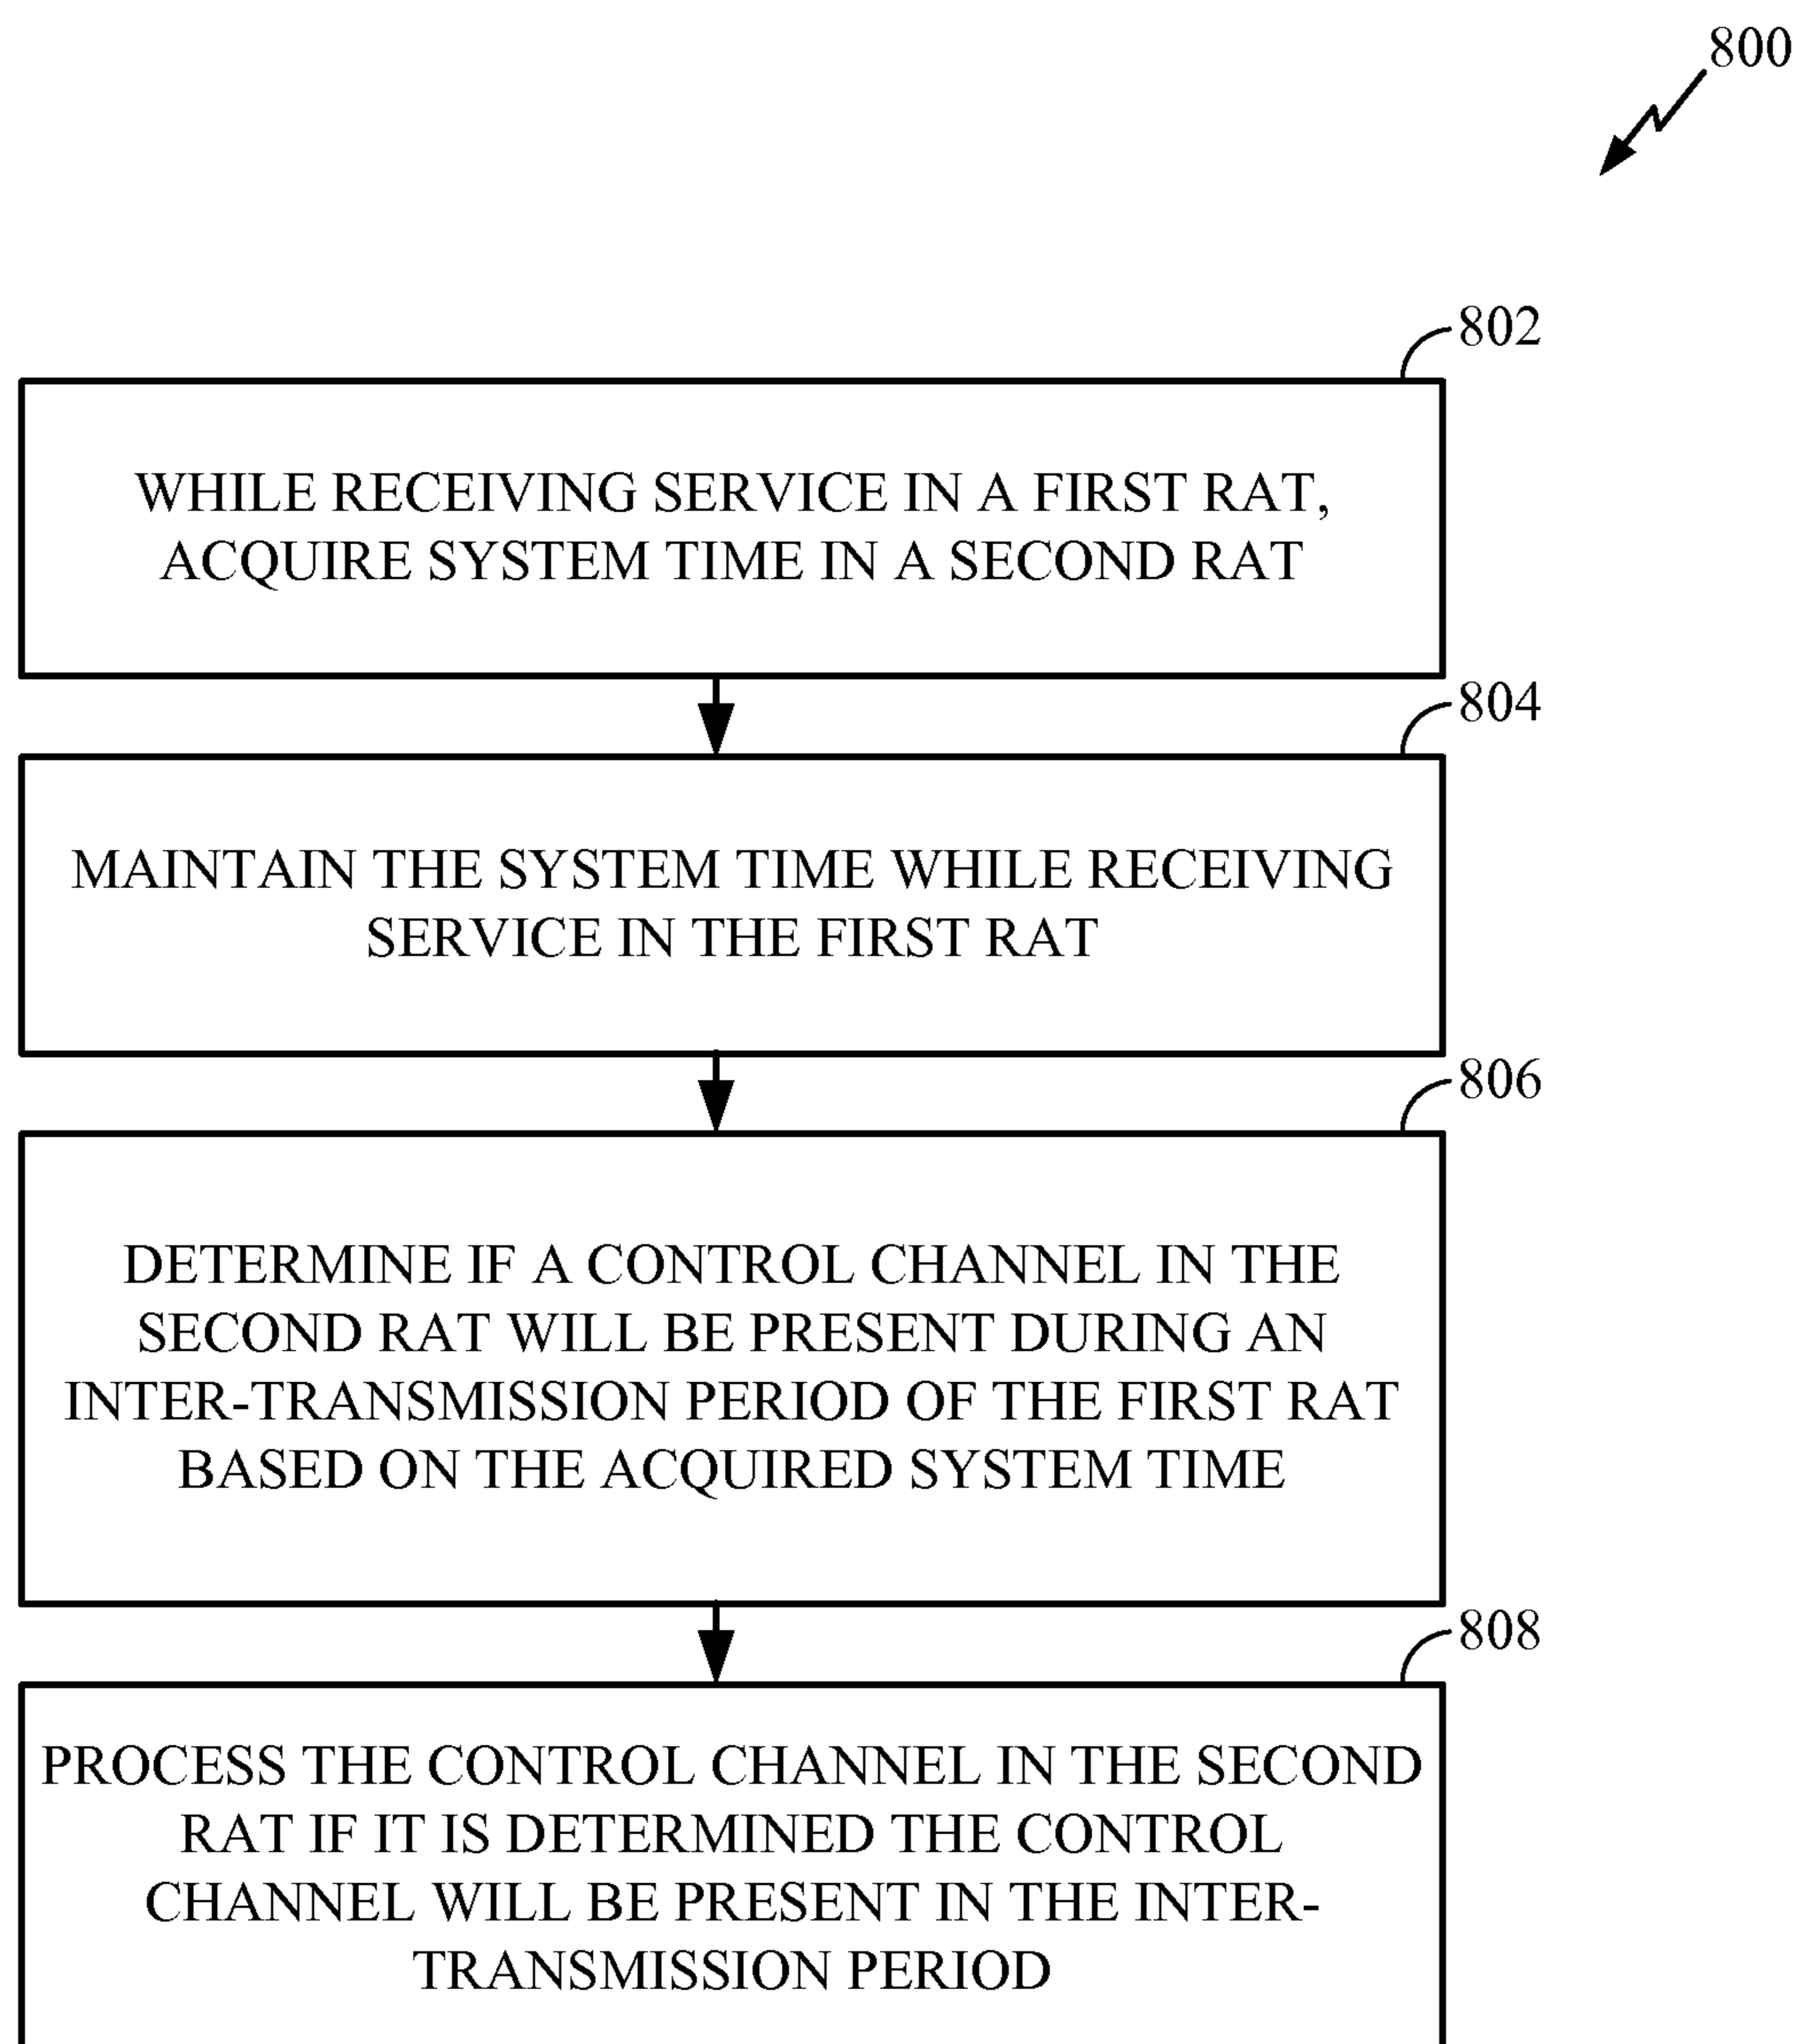 800
802
WHILE RECEIVING SERVICE IN A FIRST RAT,
ACQUIRE SYSTEM TIME IN A SECOND RAT
804
MAINTAIN THE SYSTEM TIME WHILE RECEIVING
SERVICE IN THE FIRST RAT
806
DETERMINE IF A CONTROL CHANNEL IN THE
SECOND RAT WILL BE PRESENT DURING AN
INTER-TRANSMISSION PERIOD OF THE FIRST RAT
BASED ON THE ACQUIRED SYSTEM TIME
808
PROCESS THE CONTROL CHANNEL IN THE SECOND
RAT IF IT IS DETERMINED THE CONTROL
CHANNEL WILL BE PRESENT IN THE INTER-
TRANSMISSION PERIOD